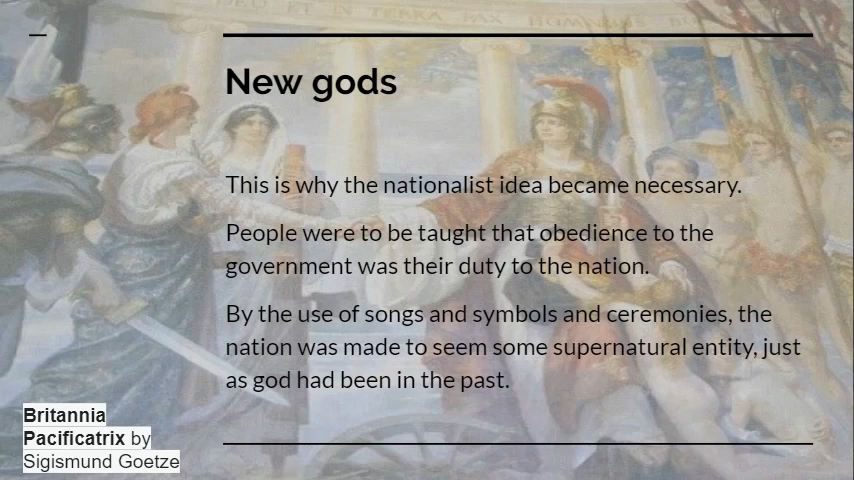 New gods
This is why the nationalist idea became necessary.
People were to be taught that obedience to the
government was their duty to the nation.
By the use of songs and symbols and ceremonies, the
nation was made to seem some supernatural entity, just
as god had been in the past.
Britannia
Pacificatrix by
Sigismund Goetze